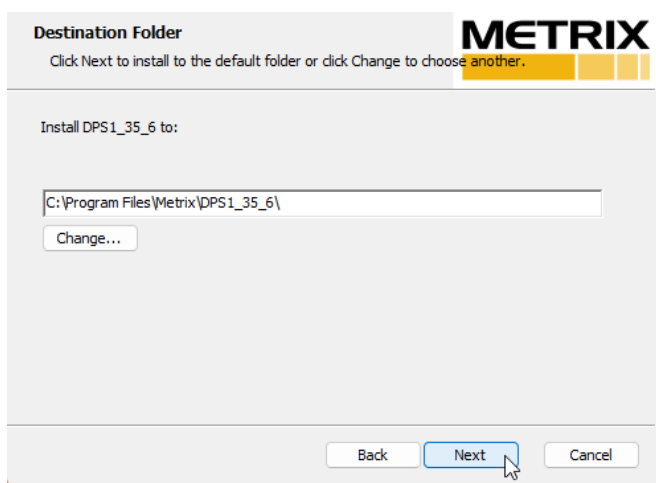 Destination Folder
METRIX
Click Next to install to the default folder or click Change to choose another.
Install DPS1_35_6 to:
C:\Program Files\Metrix\DPS1_35_6\
Change...
Back
Next
Cancel